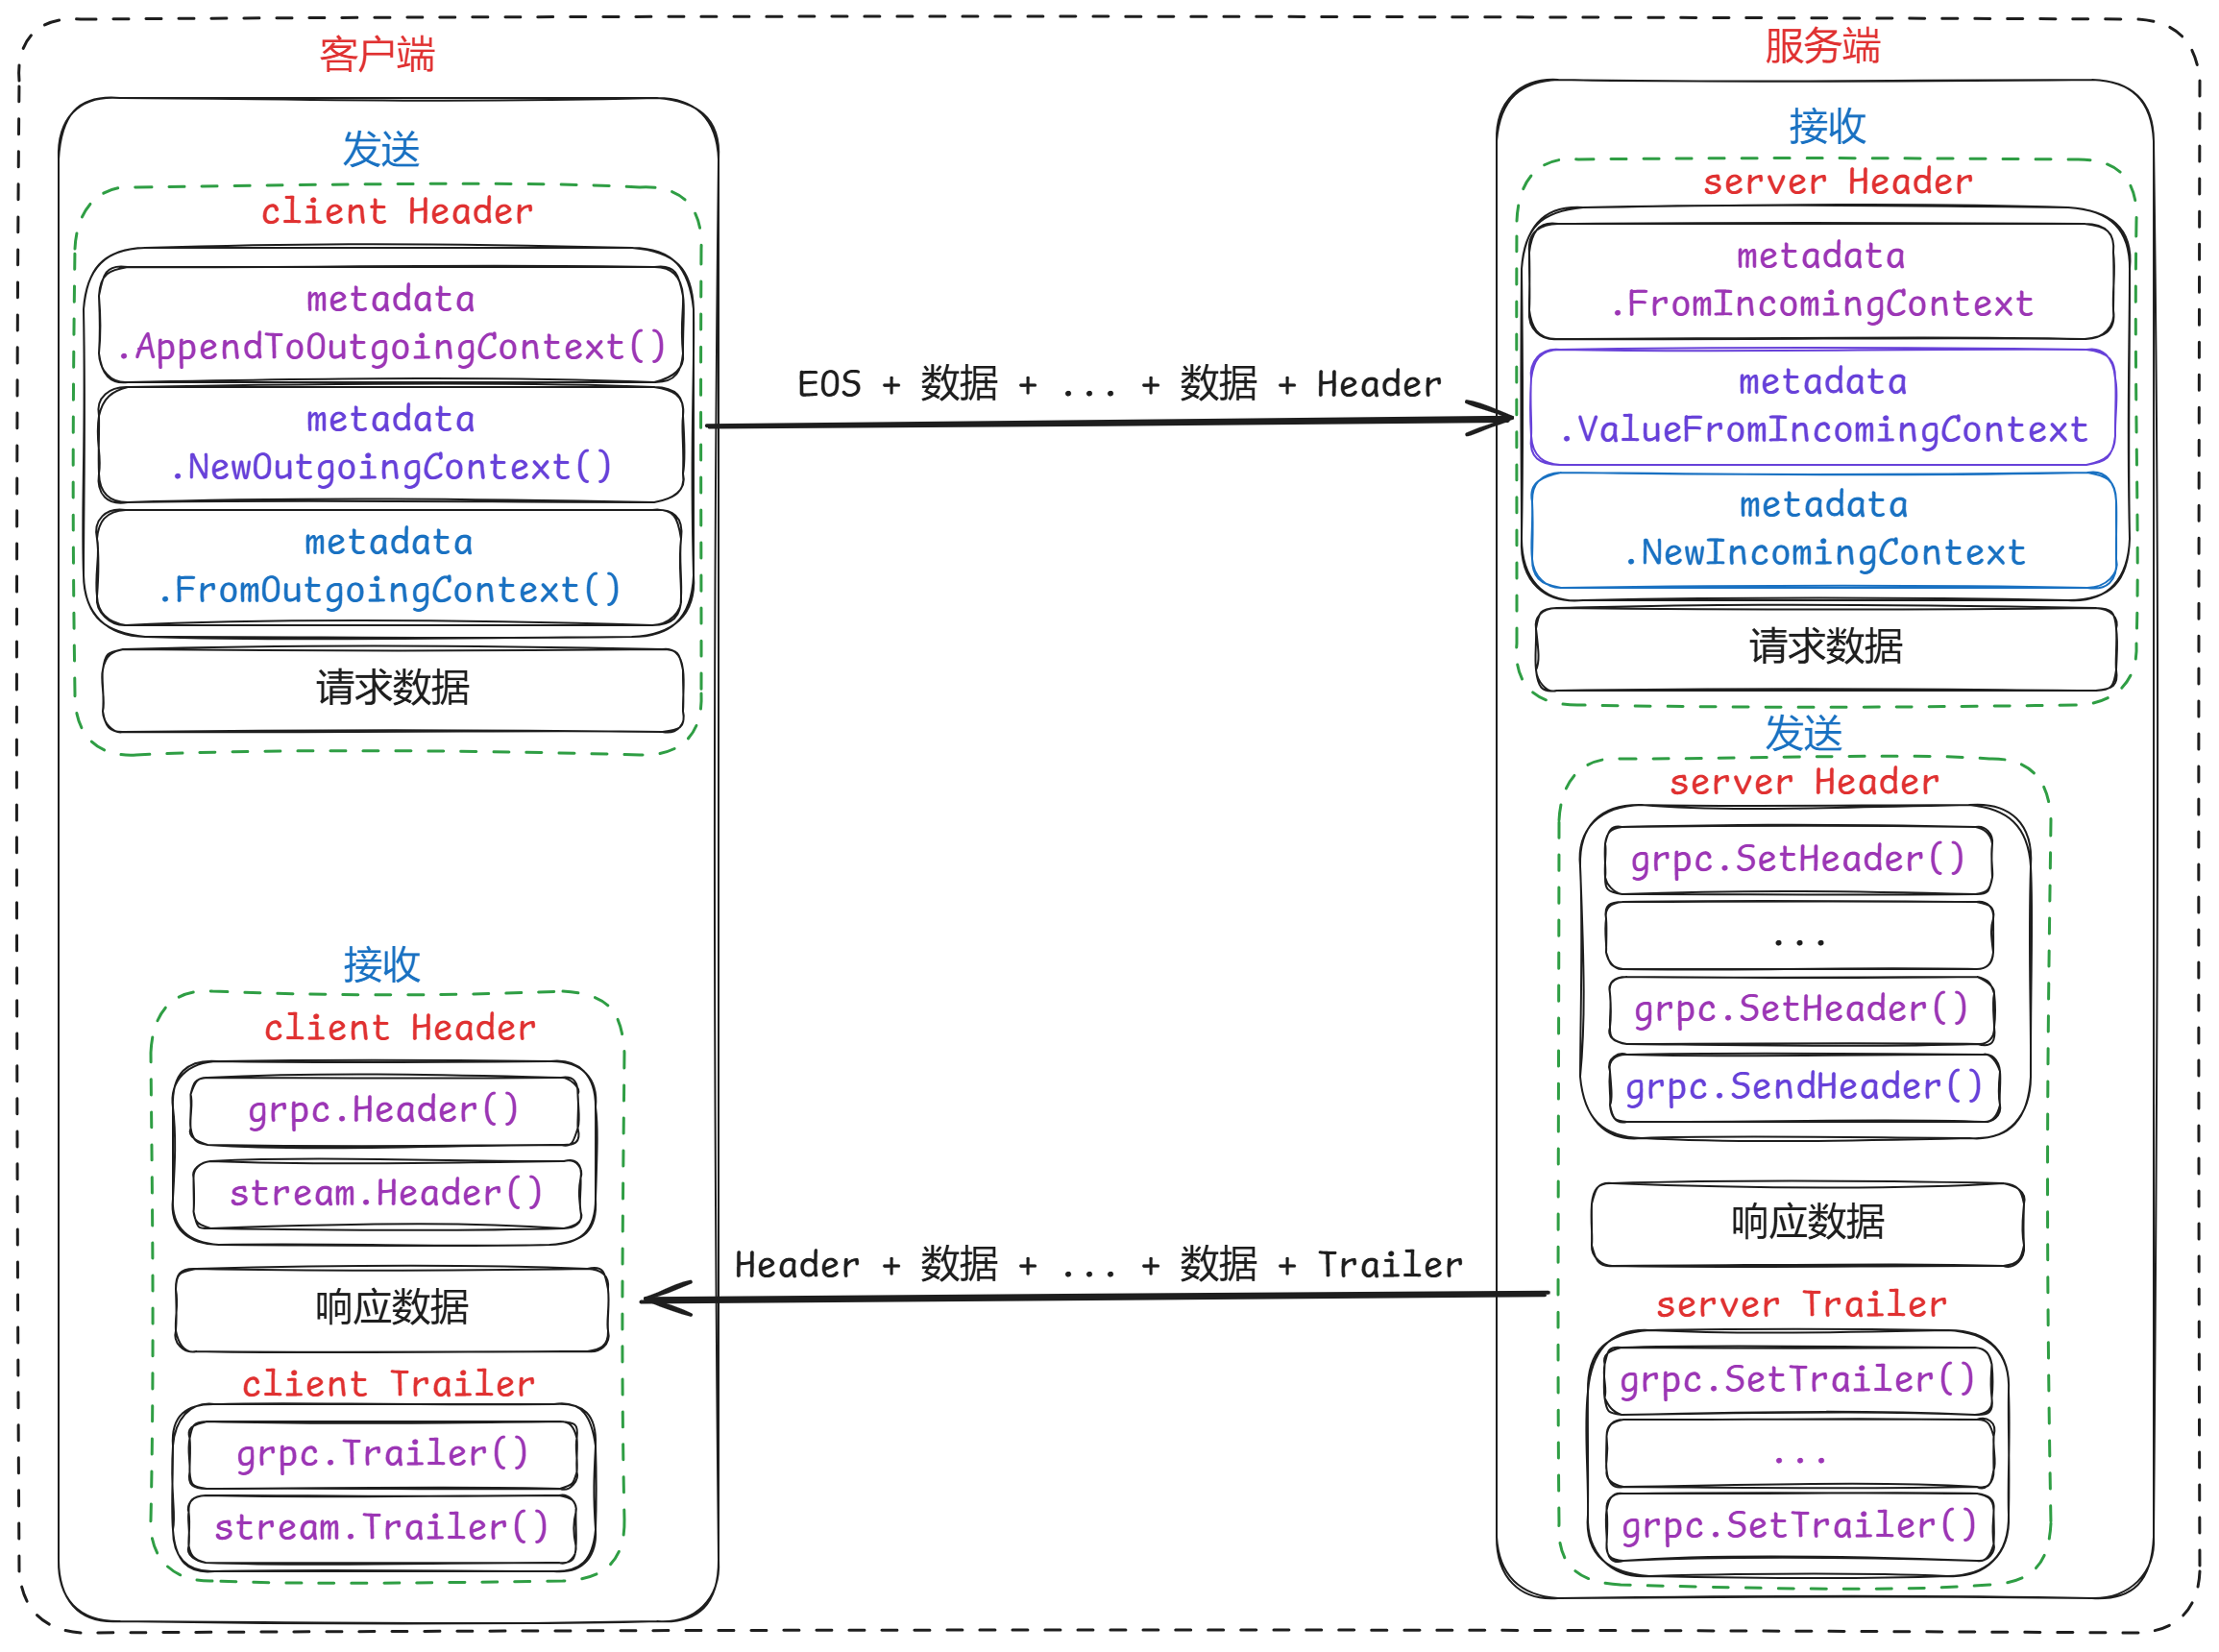 客户端
发送
client Header
metadata
.AppendToOutgoingContext()
metadata
.NewOutgoingContext()
metadata
.FromOutgoingContext()
请求数据
接收
client Header
grpc.Header()
stream.Header()
响应数据
client Trailer
grpc.Trailer()
stream.Trailer()
EOS + 数据 + ... + 数据 + Header
Header + 数据 + ... + 数据 + Trailer
服务端
接收
server Header
metadata
.FromIncomingContext
metadata
.ValueFromIncomingContext
metadata
.NewIncomingContext
请求数据
发送
server Header
grpc.SetHeader()
...
grpc.SetHeader()
grpc.SendHeader()
响应数据
server Trailer
grpc.SetTrailer()
...
grpc.SetTrailer()